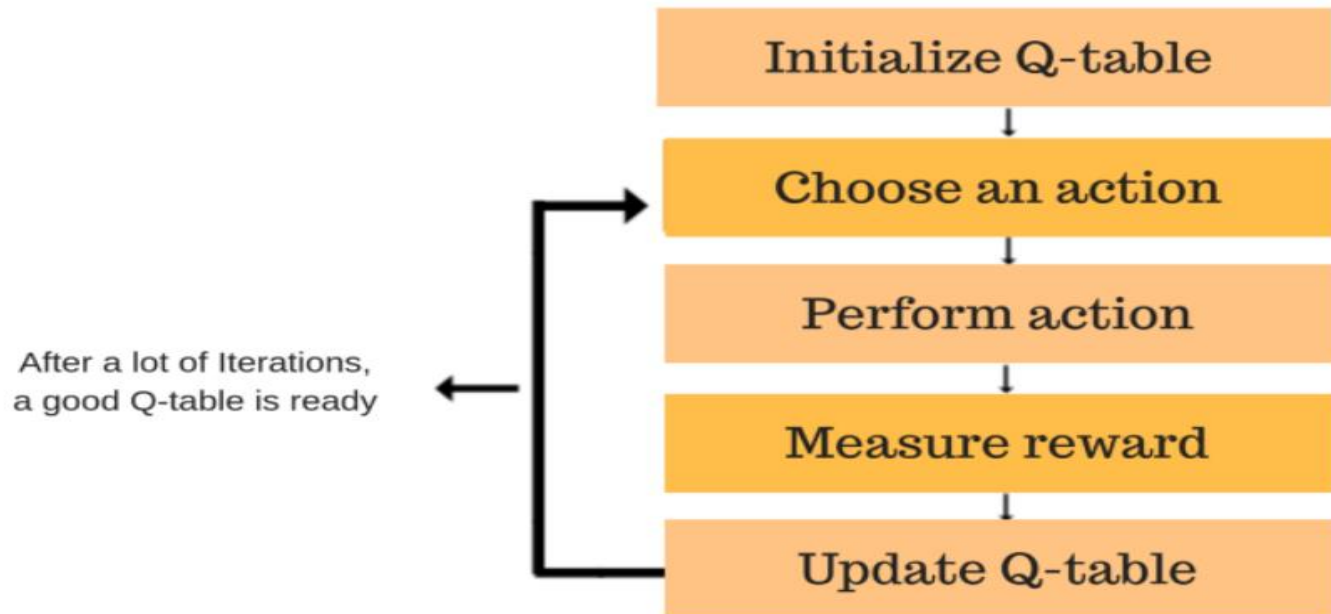 Initialize Q-table
Choose an action
Perform action
After a lot of Iterations,
a good Q-table is ready
Measure reward
Update Q-table